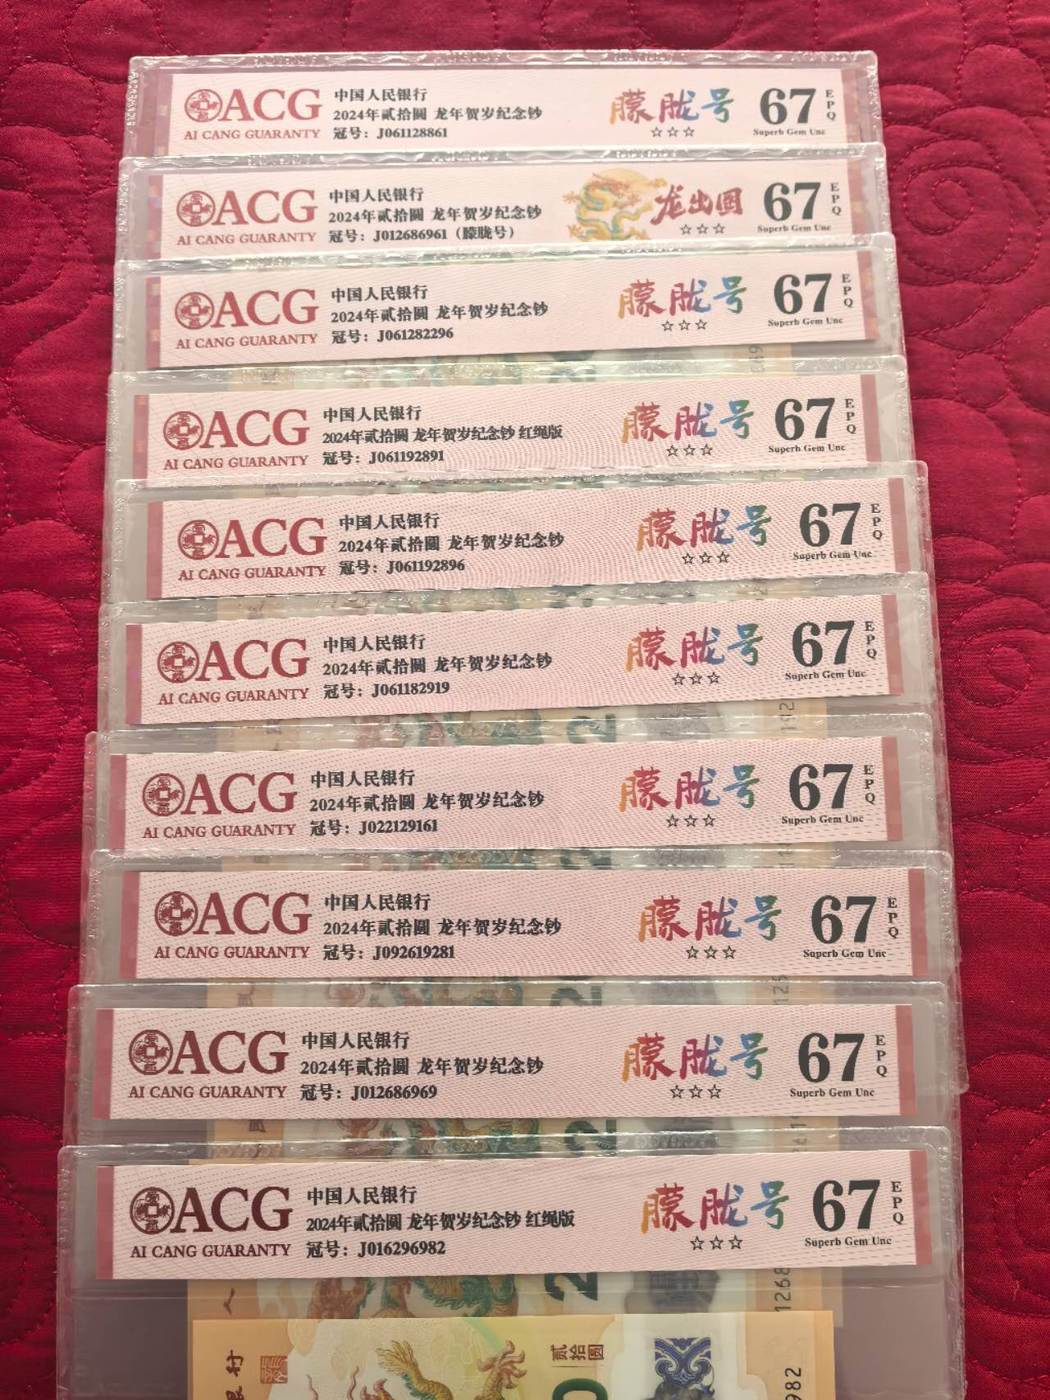 ACG
AI CANG GUARANTY
中国人民银行
2024年贰拾圆 龙年贺岁纪念钞
冠号：J061128861
朦胧号
☆☆☆
67
EPQ
Superb Gem Unc
ACG
AI CANG GUARANTY
中国人民银行
2024年贰拾圆 龙年贺岁纪念钞
冠号：J012686961（朦胧号）
龙出圆
☆☆☆
67
EPQ
Superb Gem Unc
ACG
AI CANG GUARANTY
中国人民银行
2024年贰拾圆 龙年贺岁纪念钞
冠号：J061282296
朦胧号
☆☆☆
67
EPQ
Superb Gem Unc
ACG
AI CANG GUARANTY
中国人民银行
2024年贰拾圆 龙年贺岁纪念钞 红绳版
冠号：J061192891
朦胧号
☆☆☆
67
EPQ
Superb Gem Unc
ACG
AI CANG GUARANTY
中国人民银行
2024年贰拾圆 龙年贺岁纪念钞
冠号：J061192896
朦胧号
☆☆☆
67
EPQ
Superb Gem Unc
ACG
AI CANG GUARANTY
中国人民银行
2024年贰拾圆 龙年贺岁纪念钞
冠号：J061182919
朦胧号
☆☆☆
67
EPQ
Superb Gem Unc
ACG
AI CANG GUARANTY
中国人民银行
2024年贰拾圆 龙年贺岁纪念钞
冠号：J022129161
朦胧号
☆☆☆
67
EPQ
Superb Gem Unc
ACG
AI CANG GUARANTY
中国人民银行
2024年贰拾圆 龙年贺岁纪念钞
冠号：J092619281
朦胧号
☆☆☆
67
EPQ
Superb Gem Unc
ACG
AI CANG GUARANTY
中国人民银行
2024年贰拾圆 龙年贺岁纪念钞
冠号：J012686969
朦胧号
☆☆☆
67
EPQ
Superb Gem Unc
ACG
AI CANG GUARANTY
中国人民银行
2024年贰拾圆 龙年贺岁纪念钞 红绳版
冠号：J016296982
朦胧号
☆☆☆
67
EPQ
Superb Gem Unc
贰拾圆
银行
982